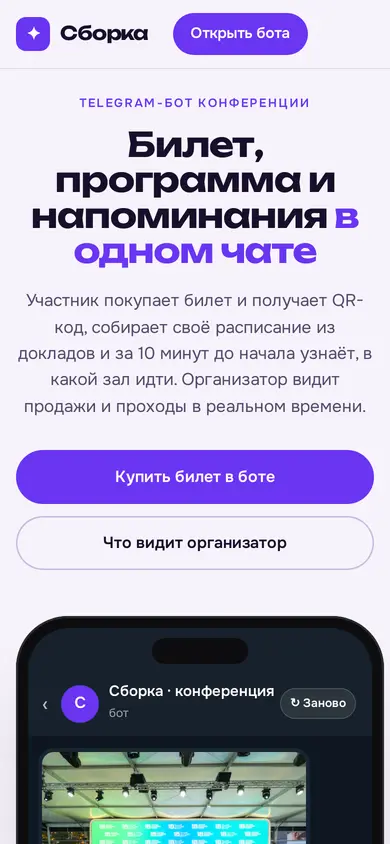 Сборка
Открыть бота
TELEGRAM-БОТ КОНФЕРЕНЦИИ
Билет,
программа и
напоминания в
одном чате
Участник покупает билет и получает QR-
код, собирает своё расписание из
докладов и за 10 минут до начала узнаёт, в
какой зал идти. Организатор видит
продажи и проходы в реальном времени.
Купить билет в боте
Что видит организатор
С
Сборка · конференция
бот
↻ Заново